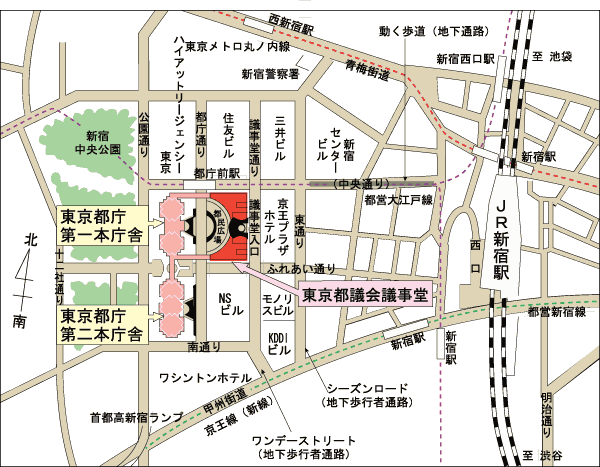 西新宿駅
動く歩道（地下通路）
東京メトロ丸ノ内線
新宿西口駅
至 池袋
青梅街道
新宿警察署
ハイアットリージェンシー
東京
公園通り
都庁通り
住友ビル
議事堂通り
三井ビル
新宿
センター
ビル
新宿
中央公園
新宿駅
都庁前駅
（中央通り）
都営大江戸線
東京都庁
第一本庁舎
都民広場
議事堂入口
京王プラザ
ホテル
東通り
西口
JR新宿駅
北
南
十二社通り
ふれあい通り
東京都議会議事堂
東京都庁
第二本庁舎
NS
ビル
モノリ
スビル
KDDI
ビル
都営新宿線
新宿駅
新宿駅
南通り
ワシントンホテル
シーズンロード
（地下歩行者通路）
甲州街道
京王線（新線）
首都高新宿ランプ
ワンデーストリート
（地下歩行者通路）
明治通り
至 渋谷